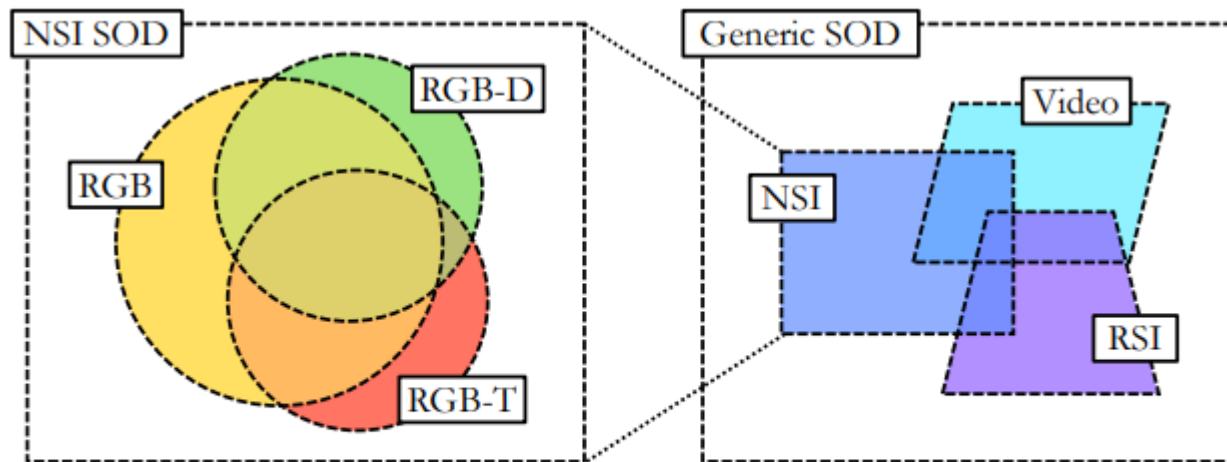 NSI SOD
RGB-D
RGB
RGB-T
Generic SOD
Video
NSI
RSI